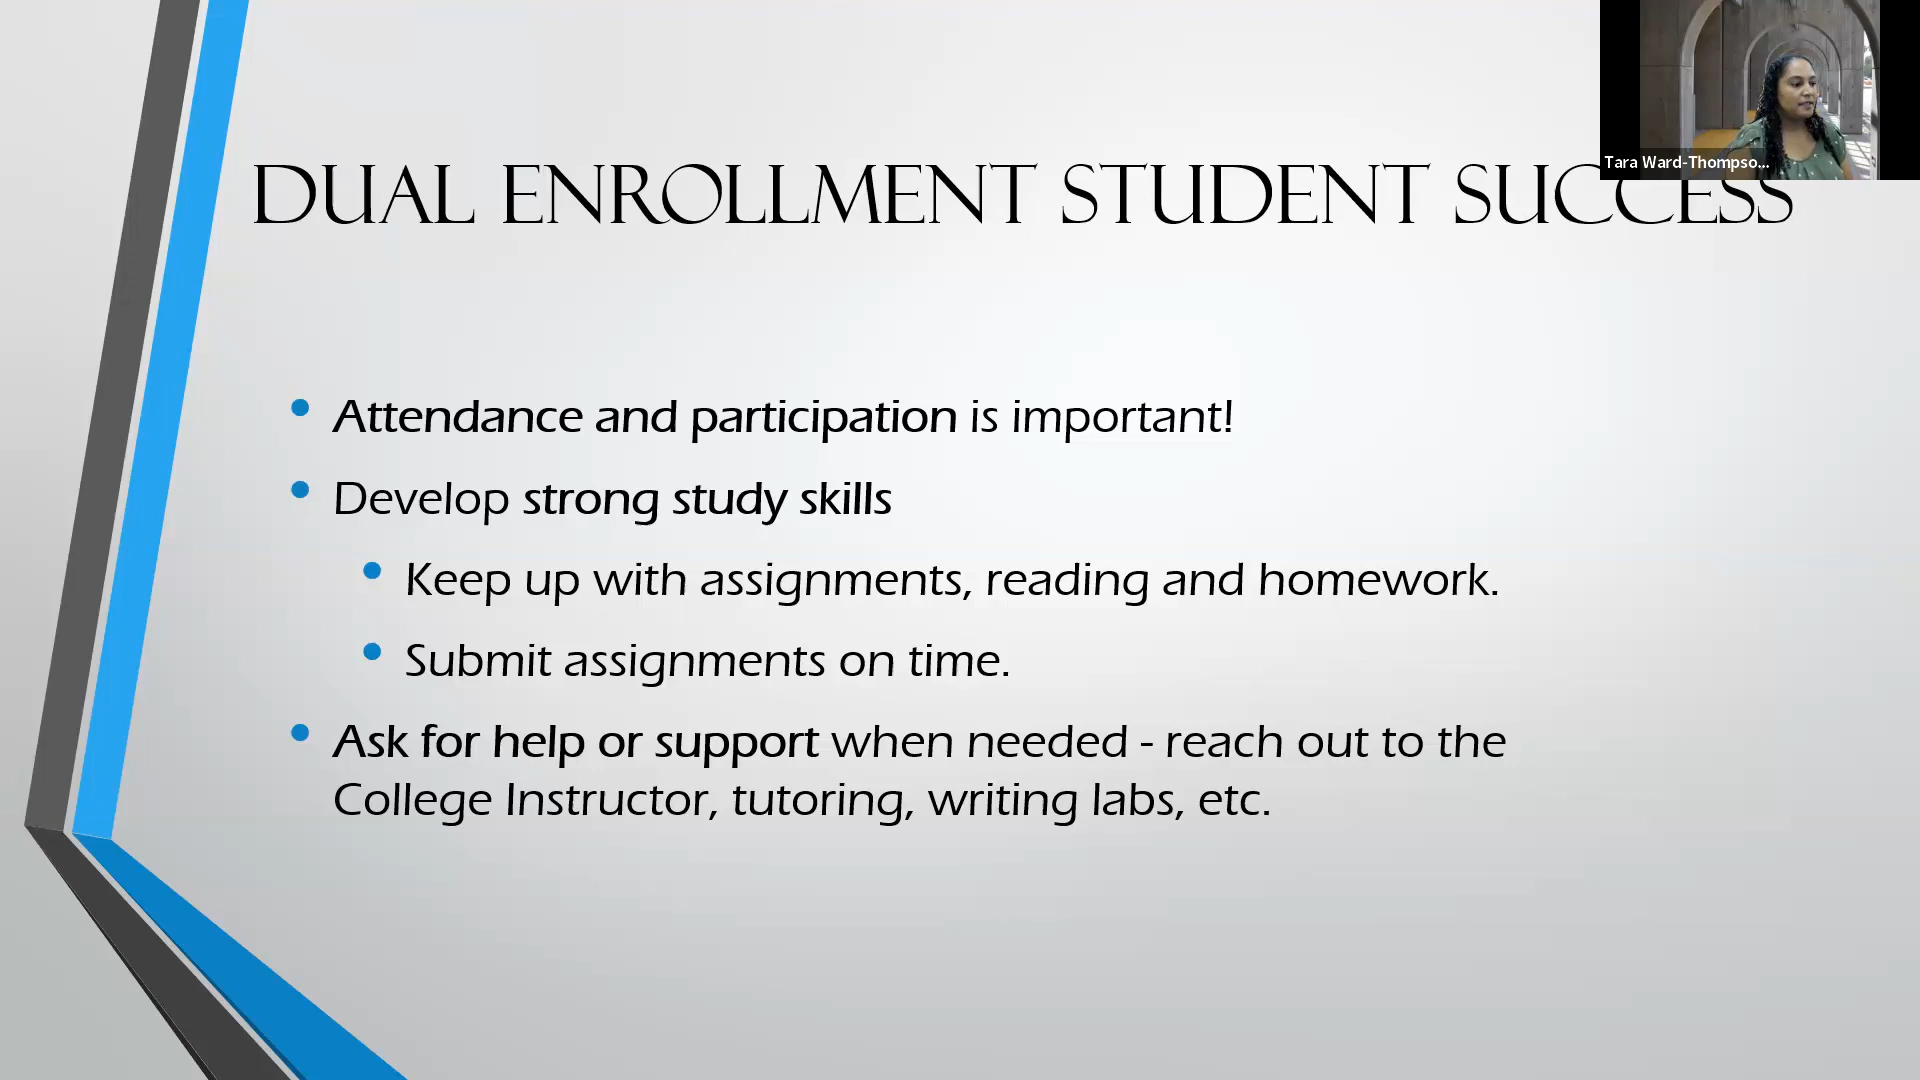 Tara Ward-Thompso...
DUAL ENROLLMENT STUDENT SUCCESS
Attendance and participation is important!
Develop strong study skills
Keep up with assignments, reading and homework.
Submit assignments on time.
Ask for help or support when needed - reach out to the
College Instructor, tutoring, writing labs, etc.